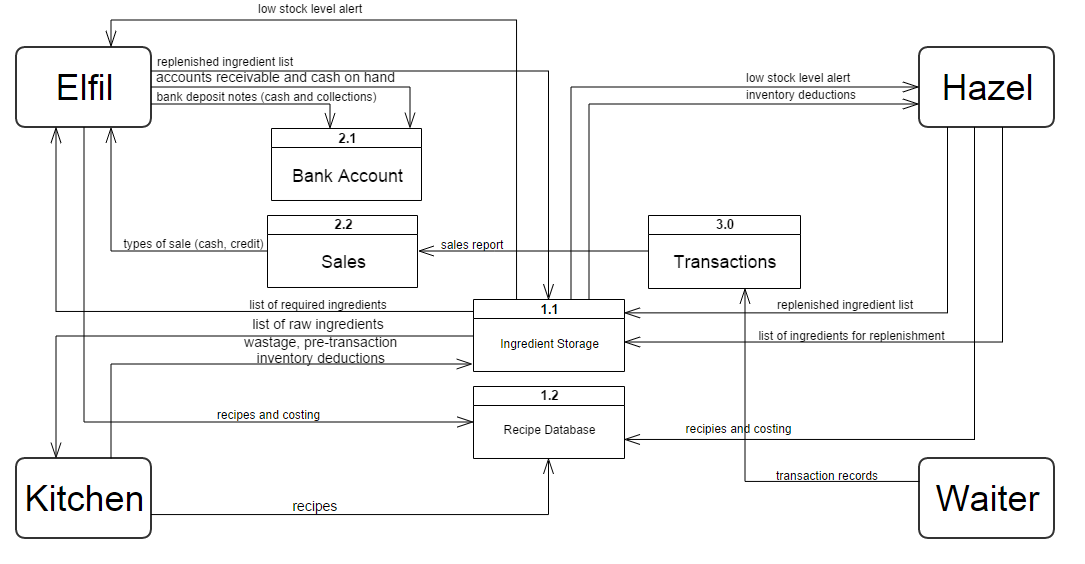 low stock level alert
Elfil
replenished ingredient list
accounts receivable and cash on hand
bank deposit notes (cash and collections)
low stock level alert
inventory deductions
Hazel
2.1
Bank Account
2.2
Sales
types of sale (cash, credit)
sales report
3.0
Transactions
list of required ingredients
list of raw ingredients
wastage, pre-transaction
inventory deductions
1.1
Ingredient Storage
replenished ingredient list
list of ingredients for replenishment
1.2
Recipe Database
recipes and costing
recipies and costing
Kitchen
recipes
transaction records
Waiter